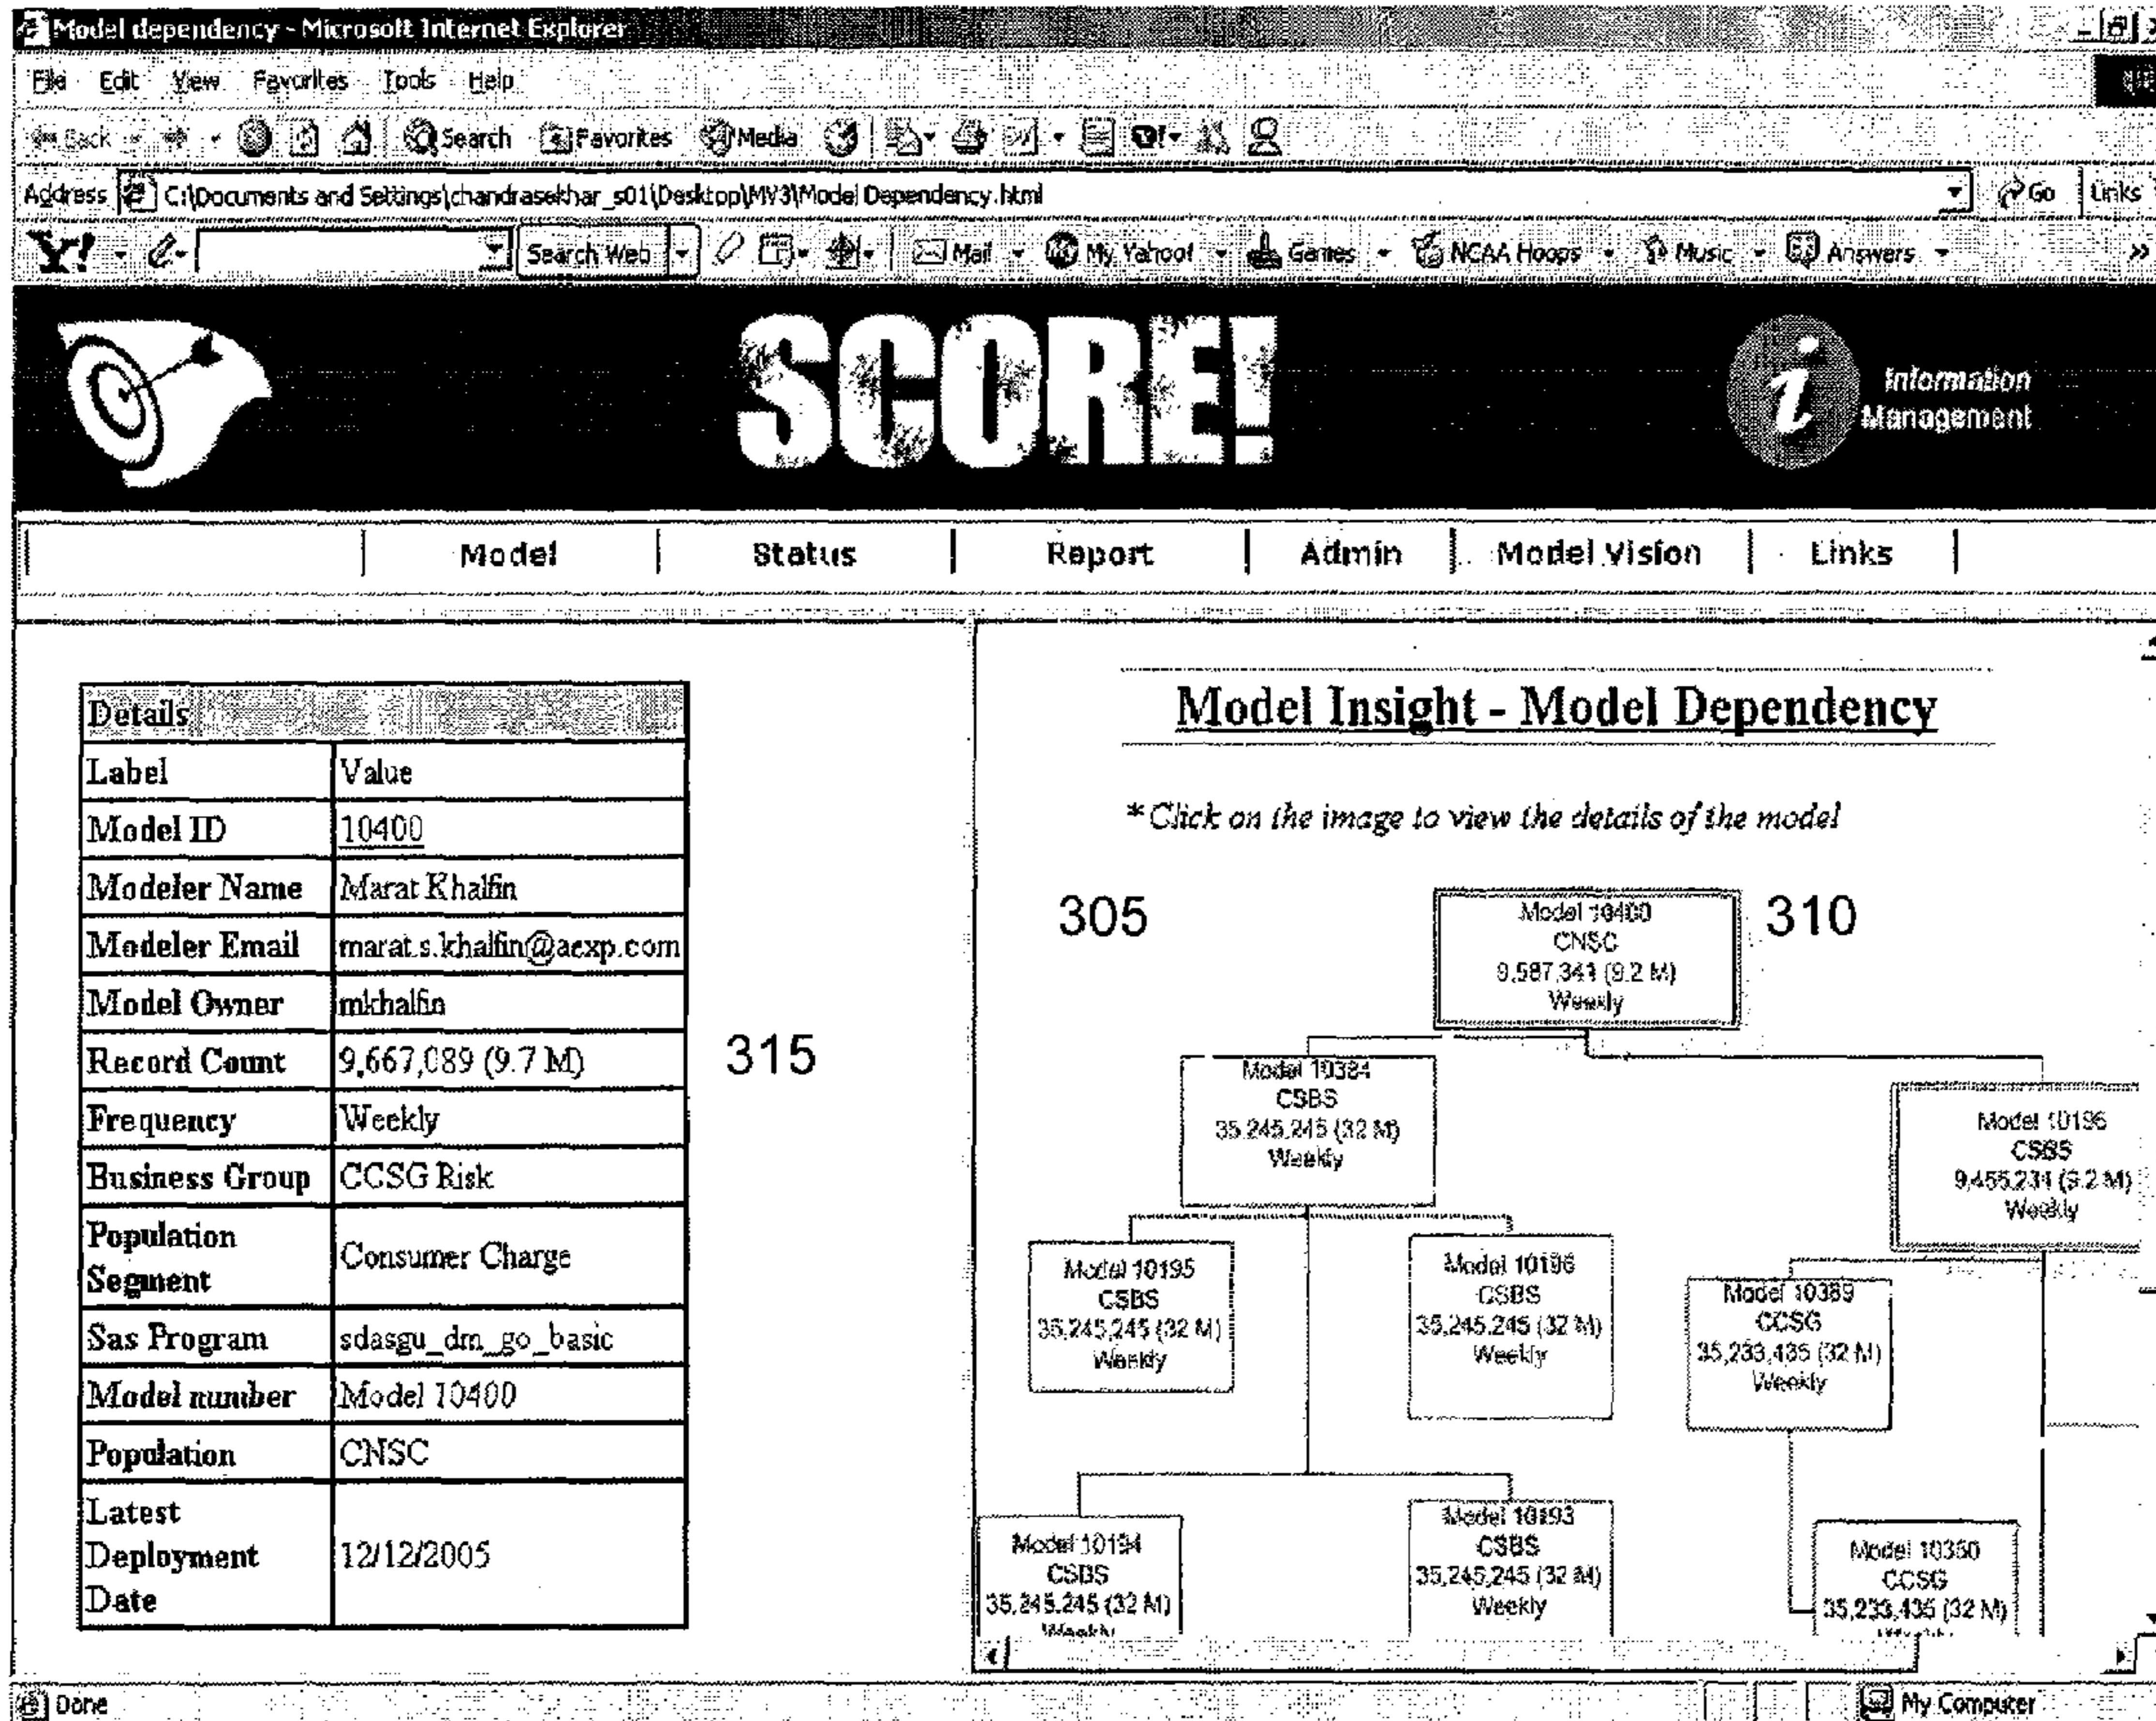 Model dependency - Microsoft Internet Explorer
File Edit View Favorites Tools Help
Back Search Favorites Media
Address C:\Documents and Settings\chandrasekhar_s01\Desktop\MV3\Model Dependency.html Go Links
Y! Search Web Mail My Yahoo! Games NCAA Hoops Music Answers »
SCORE!
i Information
Management
Model Status Report Admin Model Vision Links
Details
Label Value
Model ID 10400
Modeler Name Marat Khalfin
Modeler Email marat.s.khalfin@aexp.com
Model Owner mkhalfin
Record Count 9,667,089 (9.7 M)
Frequency Weekly
Business Group CCSG Risk
Population
Segment
Consumer Charge
Sas Program sdasgu_dm_go_basic
Model number Model 10400
Population CNSC
Latest
Deployment
Date
12/12/2005
315
Model Insight - Model Dependency
*Click on the image to view the details of the model
305
310
Model 10400
CNSC
9,587,341 (9.2 M)
Weekly
Model 10384
CSBS
35,245,245 (32 M)
Weekly
Model 10196
CSBS
9,455,231 (9.2 M)
Weekly
Model 10195
CSBS
35,245,245 (32 M)
Weekly
Model 10196
CSBS
35,245,245 (32 M)
Weekly
Model 10389
CCSG
35,233,435 (32 M)
Weekly
Model 10194
CSBS
35,245,245 (32 M)
Weekly
Model 10193
CSBS
35,245,245 (32 M)
Weekly
Model 10350
CCSG
35,233,435 (32 M)
Done
My Computer